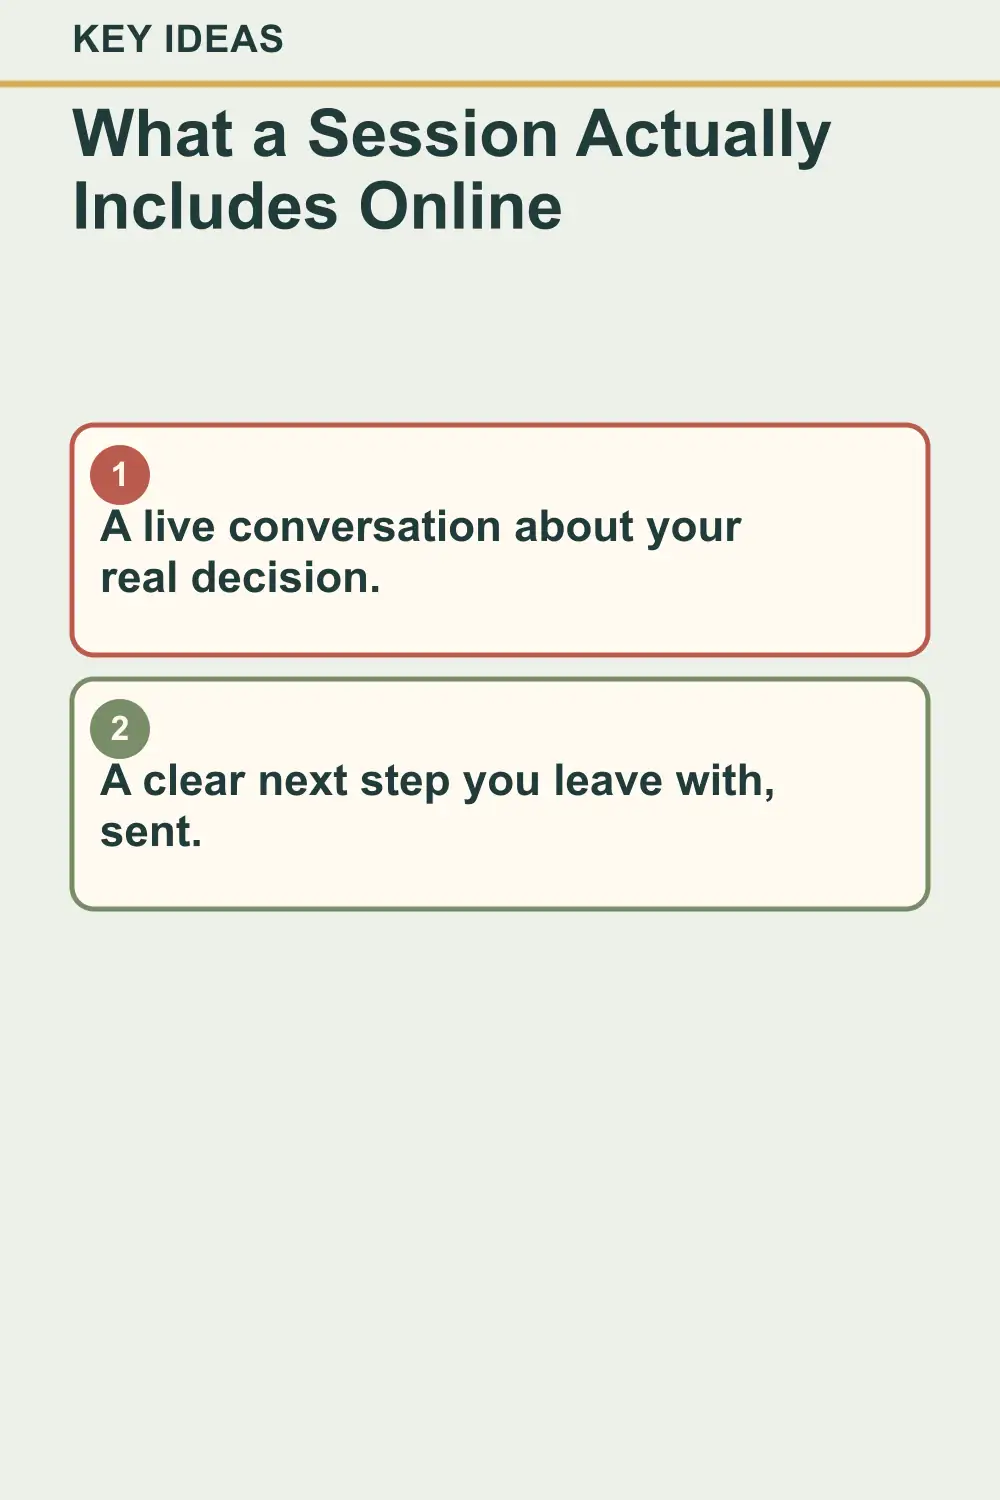 KEY IDEAS
What a Session Actually
Includes Online
1
A live conversation about your
real decision.
2
A clear next step you leave with,
sent.